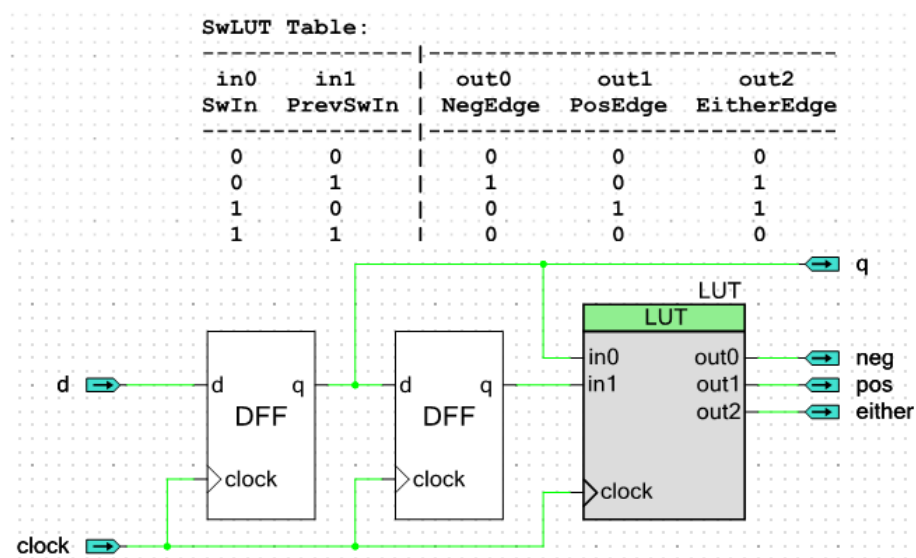 SwLUT Table:
in0 in1 | out0 out1 out2
SwIn PrevSwIn | NegEdge PosEdge EitherEdge
0 0 | 0 0 0
0 1 | 1 0 1
1 0 | 0 1 1
1 1 | 0 0 0
q
LUT
LUT
in0 out0 neg
d d q d q in1 out1 pos
out2 either
DFF DFF
clock clock clock
clock